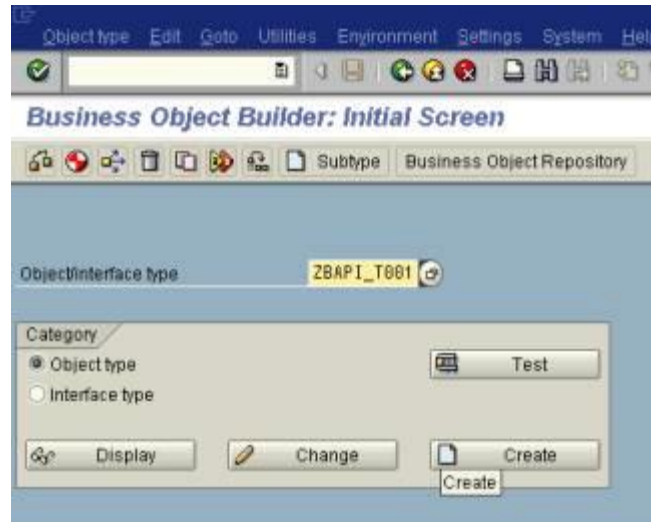 Object type Edit Goto Utilities Environment Settings System Hel
Business Object Builder: Initial Screen
Subtype Business Object Repository
Object/interface type ZBAPI_T001
Category
Object type Test
Interface type
Display Change Create
Create